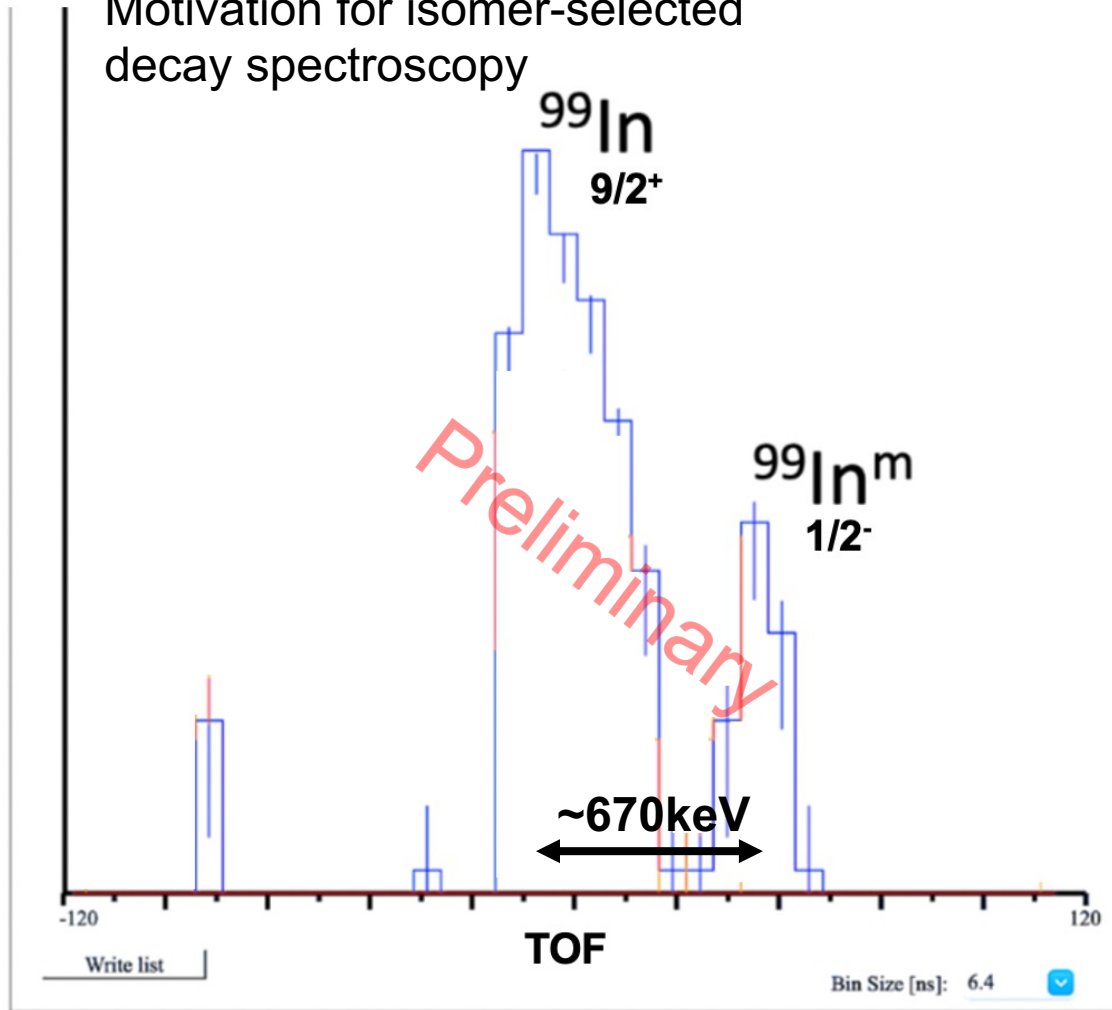 Motivation for isomer-selected
decay spectroscopy
⁹⁹In
9/2⁺
⁹⁹Inᵐ
1/2⁻
Preliminary
~670keV
-120
120
TOF
Write list
Bin Size [ns]: 6.4